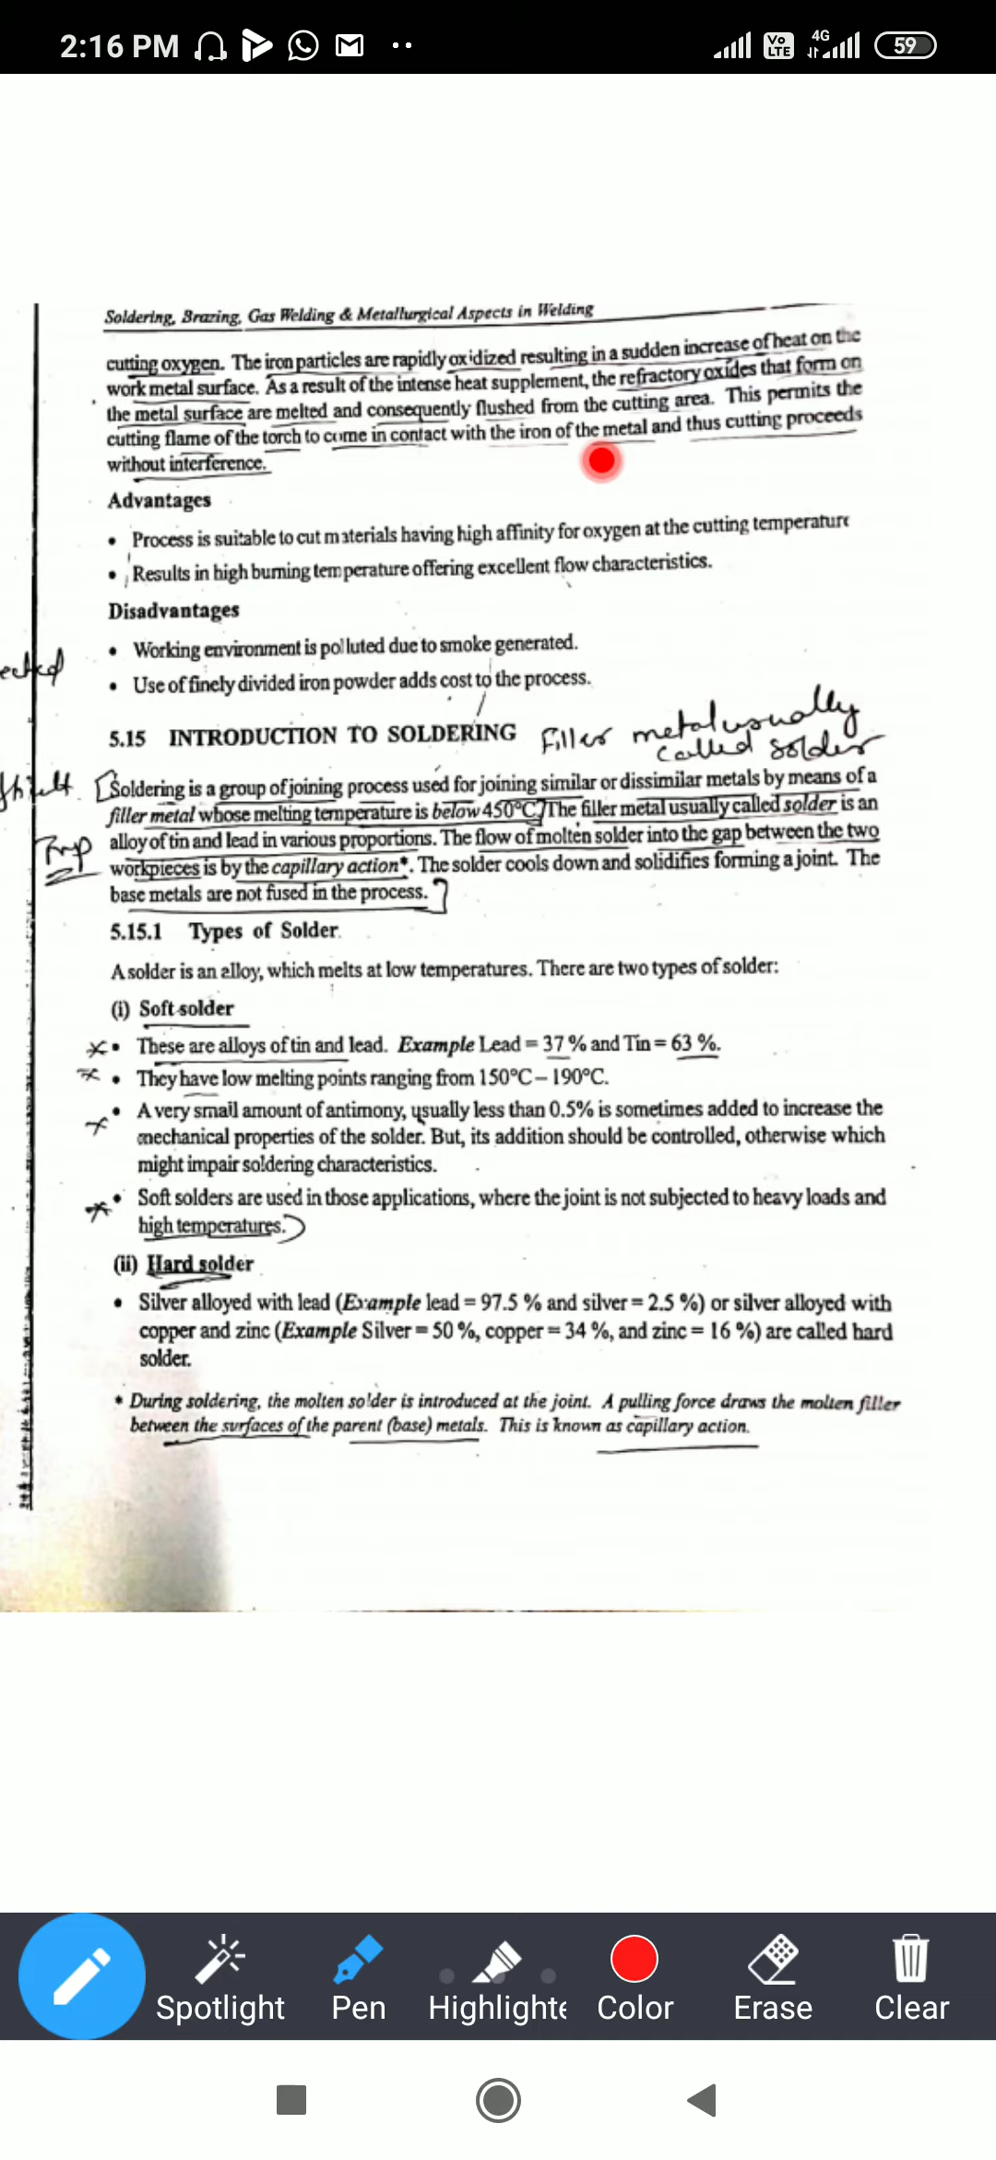 2:16 PM
Vo LTE 4G 59
Soldering, Brazing, Gas Welding & Metallurgical Aspects in Welding
cutting oxygen. The iron particles are rapidly oxidized resulting in a sudden increase of heat on the
work metal surface. As a result of the intense heat supplement, the refractory oxides that form on
the metal surface are melted and consequently flushed from the cutting area. This permits the
cutting flame of the torch to come in contact with the iron of the metal and thus cutting proceeds
without interference.
Advantages
• Process is suitable to cut materials having high affinity for oxygen at the cutting temperature
• Results in high burning temperature offering excellent flow characteristics.
Disadvantages
• Working environment is polluted due to smoke generated.
• Use of finely divided iron powder adds cost to the process.
5.15 INTRODUCTION TO SOLDERING
Filler metal usually
called solder
Soldering is a group of joining process used for joining similar or dissimilar metals by means of a
filler metal whose melting temperature is below 450°C. The filler metal usually called solder is an
alloy of tin and lead in various proportions. The flow of molten solder into the gap between the two
workpieces is by the capillary action*. The solder cools down and solidifies forming a joint. The
base metals are not fused in the process.
5.15.1 Types of Solder
A solder is an alloy, which melts at low temperatures. There are two types of solder:
(i) Soft solder
• These are alloys of tin and lead. Example Lead = 37 % and Tin = 63 %.
• They have low melting points ranging from 150°C – 190°C.
• A very small amount of antimony, usually less than 0.5% is sometimes added to increase the
mechanical properties of the solder. But, its addition should be controlled, otherwise which
might impair soldering characteristics.
• Soft solders are used in those applications, where the joint is not subjected to heavy loads and
high temperatures.
(ii) Hard solder
• Silver alloyed with lead (Example lead = 97.5 % and silver = 2.5 %) or silver alloyed with
copper and zinc (Example Silver = 50 %, copper = 34 %, and zinc = 16 %) are called hard
solder.
* During soldering, the molten solder is introduced at the joint. A pulling force draws the molten filler
between the surfaces of the parent (base) metals. This is known as capillary action.
Spotlight Pen Highlighte Color Erase Clear